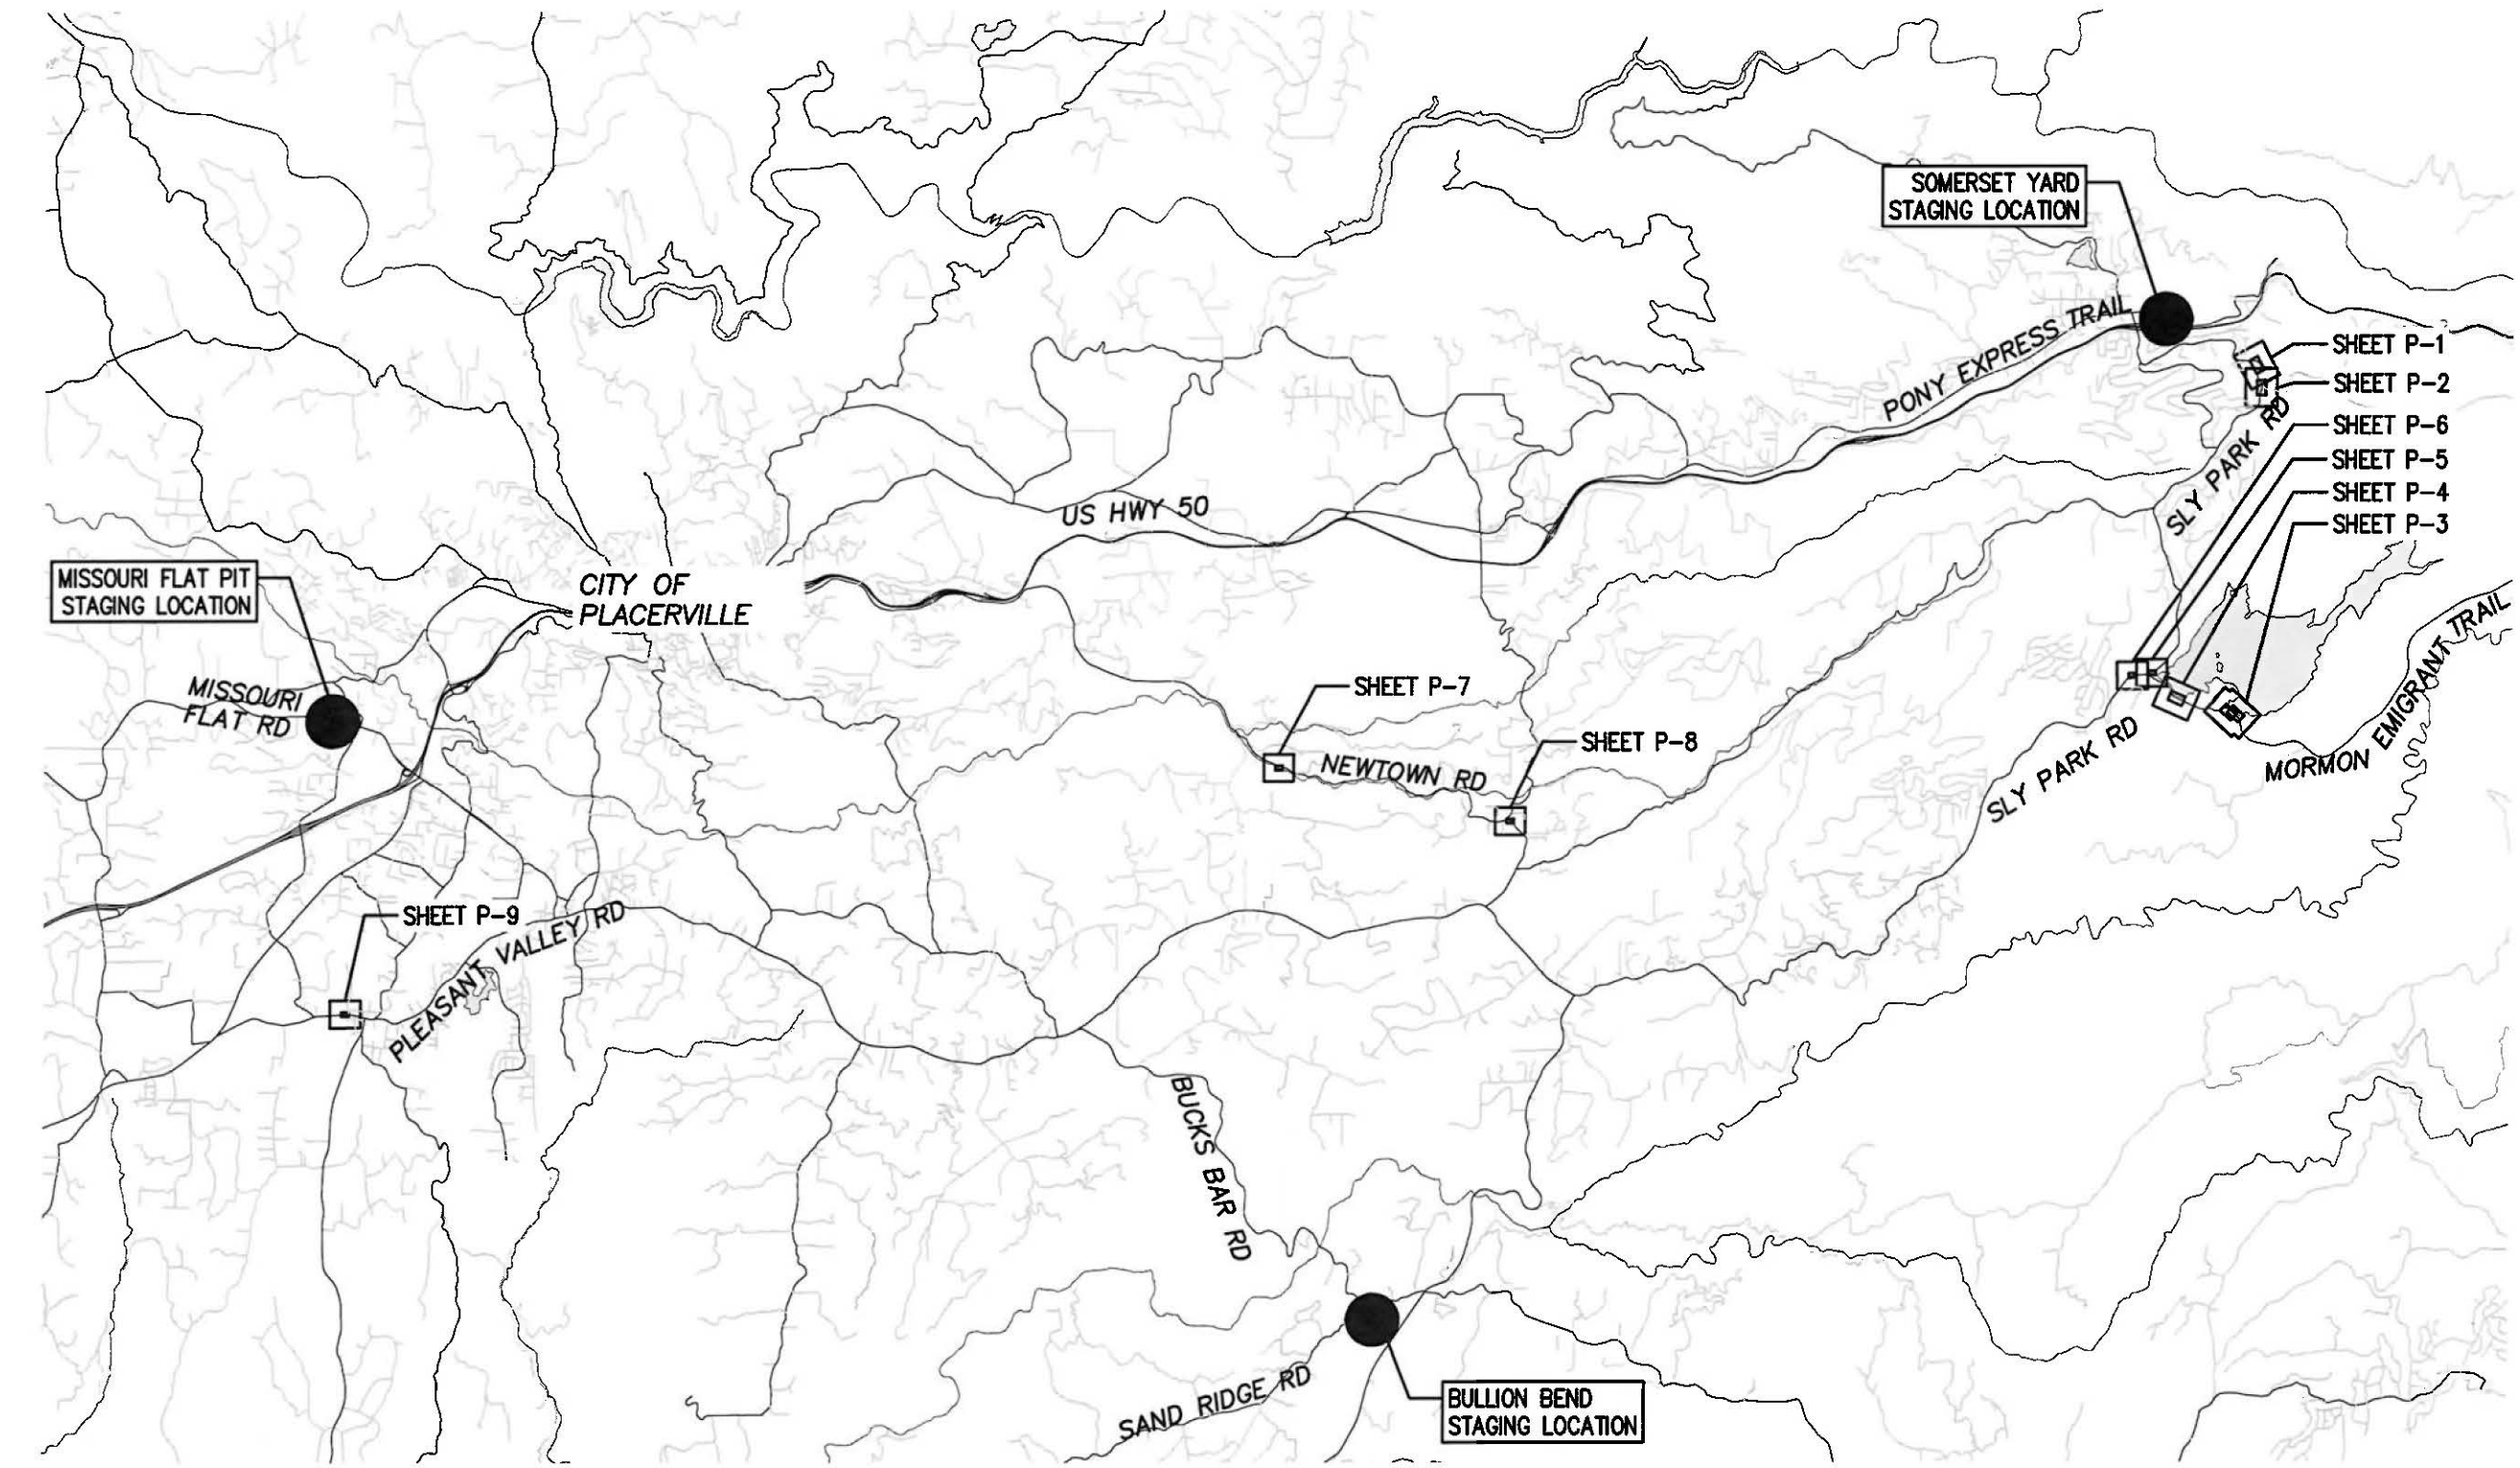 SOMERSET YARD
STAGING LOCATION
PONY EXPRESS TRAIL
SHEET P-1
SHEET P-2
SLY PARK RD
SHEET P-6
SHEET P-5
SHEET P-4
SHEET P-3
US HWY 50
MISSOURI FLAT PIT
STAGING LOCATION
CITY OF
PLACERVILLE
MISSOURI
FLAT RD
SHEET P-7
SHEET P-8
NEWTOWN RD
SLY PARK RD
MORMON EMIGRANT TRAIL
SHEET P-9
PLEASANT VALLEY RD
BUCKS BAR RD
SAND RIDGE RD
BULLION BEND
STAGING LOCATION